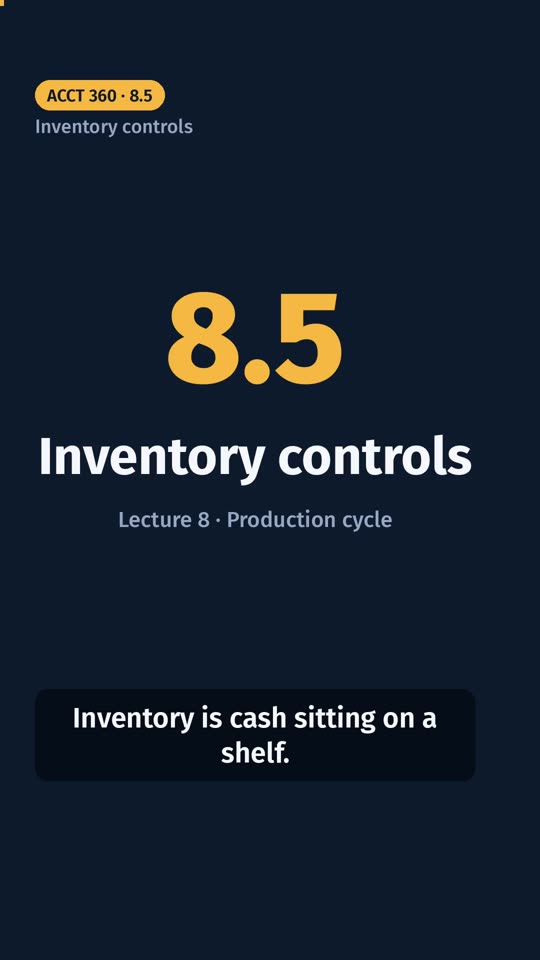 ACCT 360 · 8.5
Inventory controls
8.5
Inventory controls
Lecture 8 · Production cycle
Inventory is cash sitting on a
shelf.